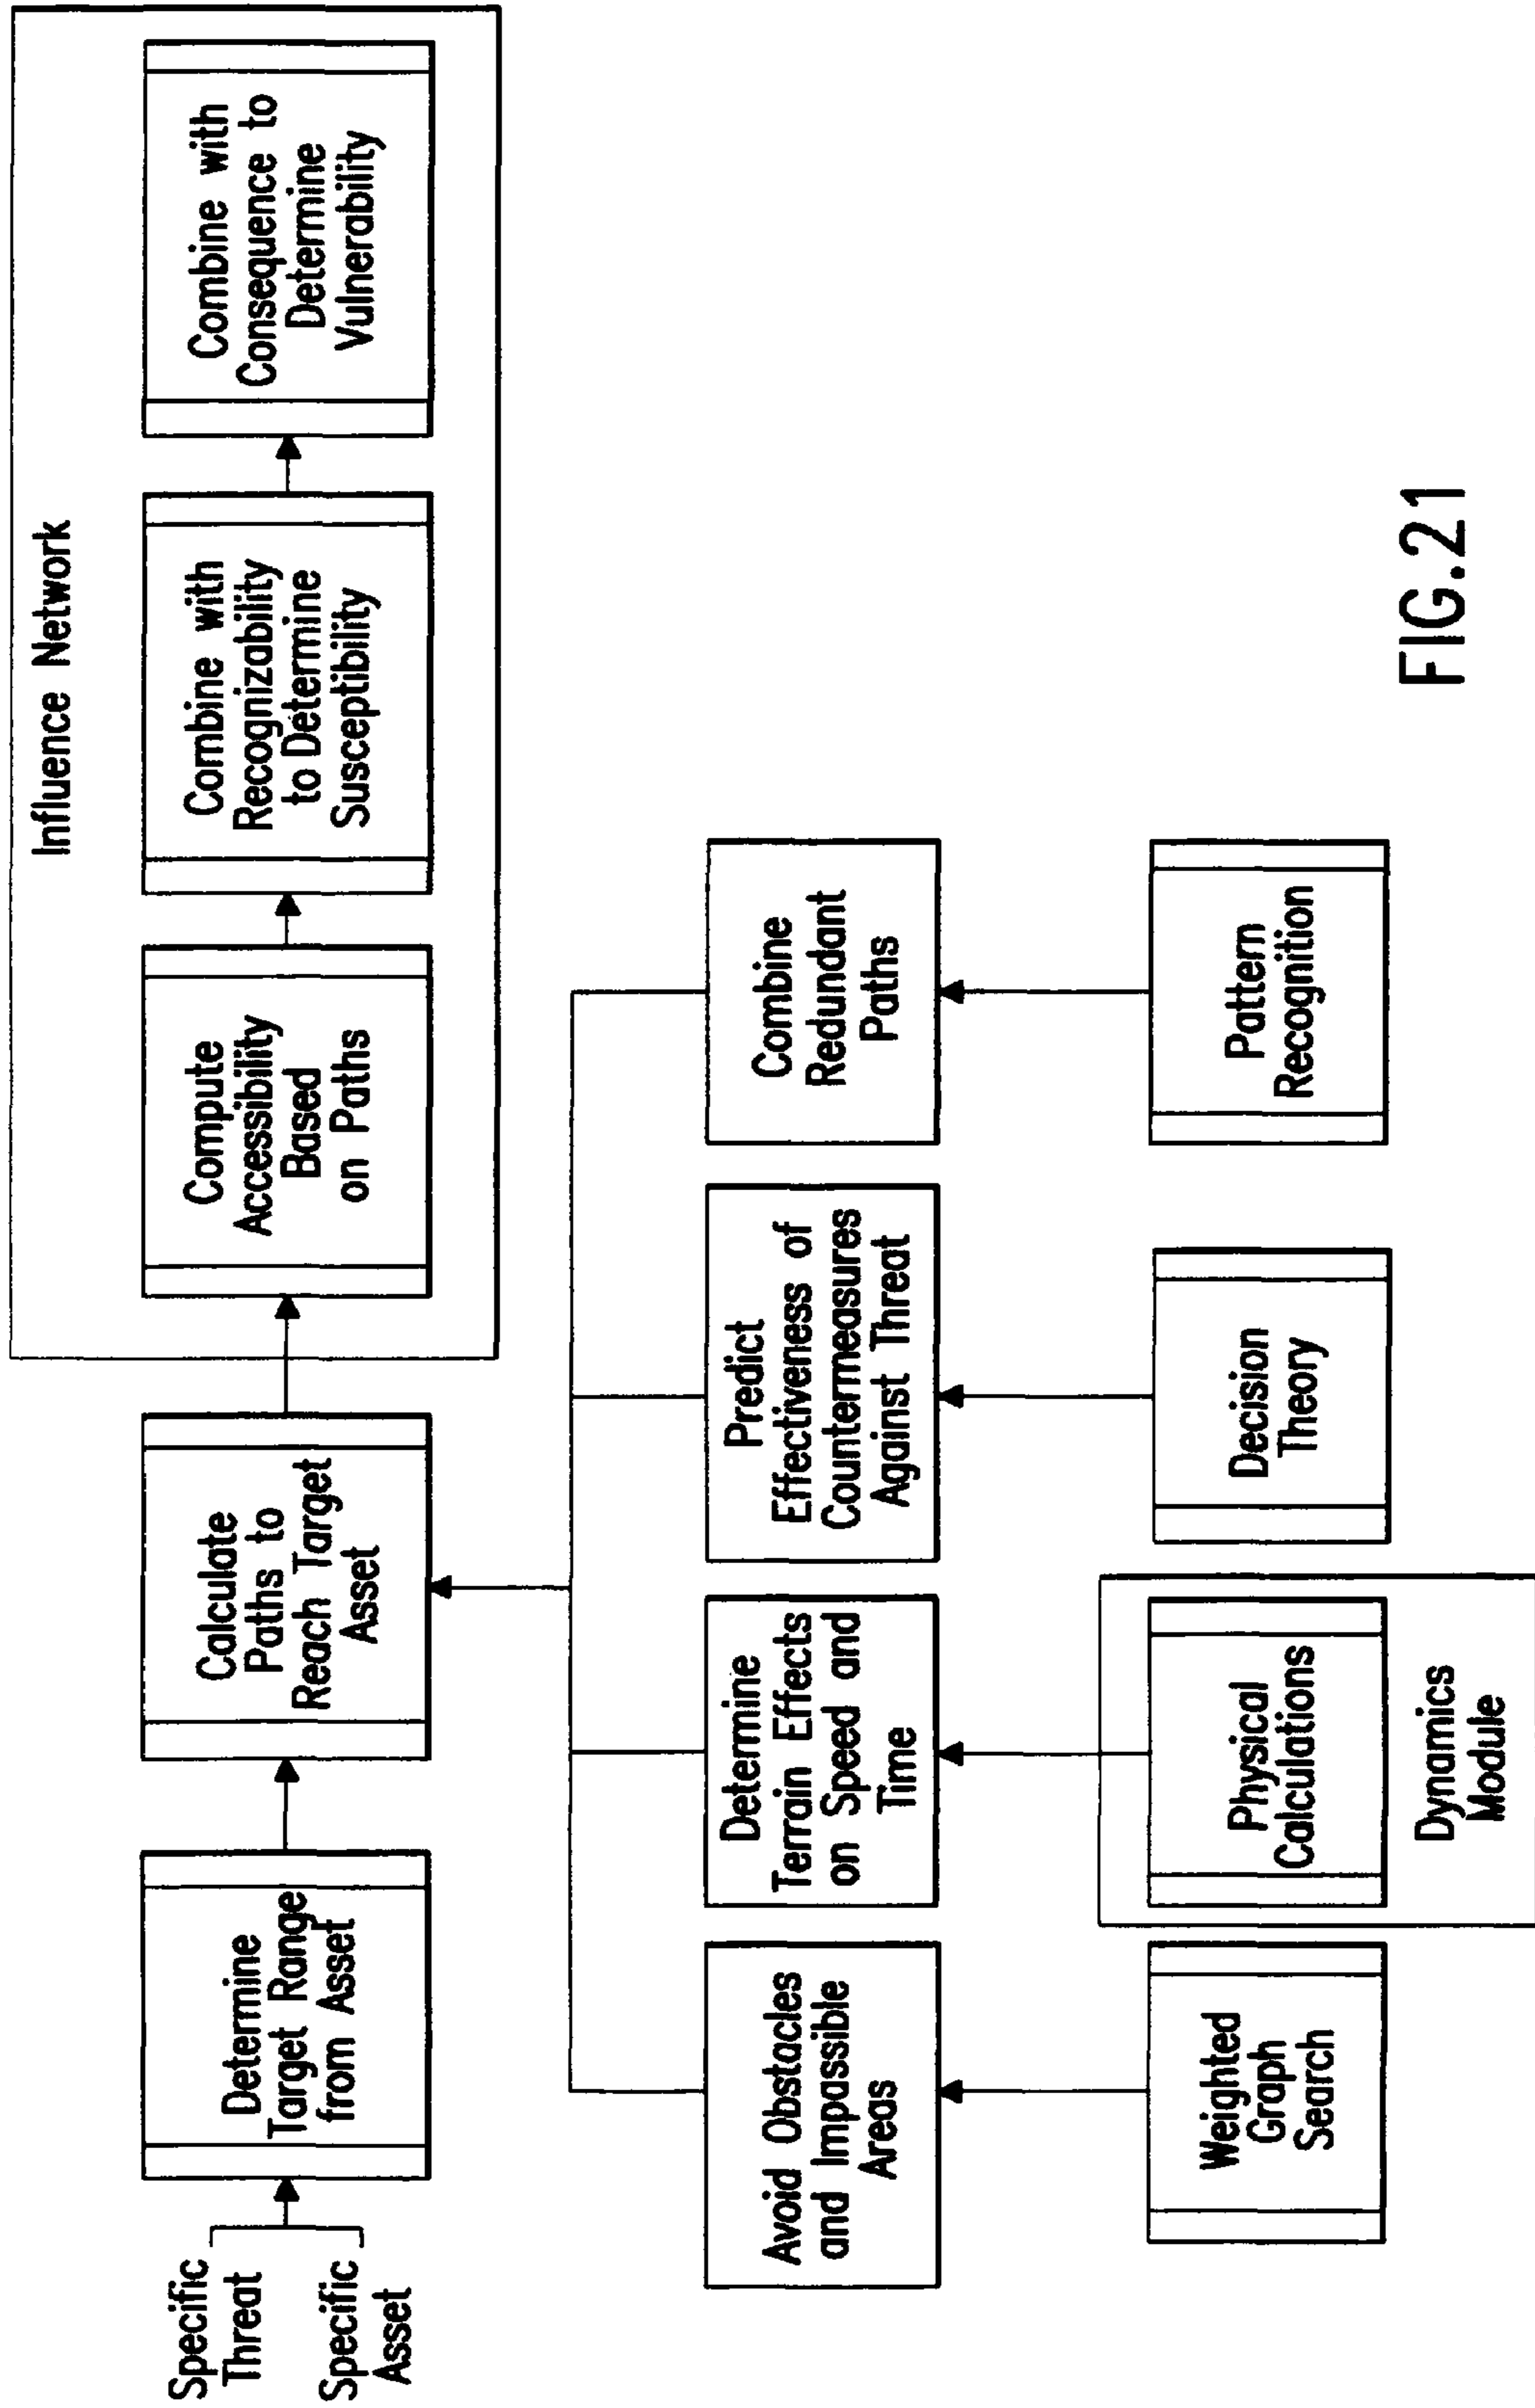 Influence Network
Specific
Threat
Specific
Asset
Determine
Target Range
from Asset
Calculate
Paths to
Reach Target
Asset
Compute
Accessibility
Based
on Paths
Combine with
Recognizability
to Determine
Susceptibility
Combine with
Consequence to
Determine
Vulnerability
Avoid Obstacles
and Impassible
Areas
Determine
Terrain Effects
on Speed and
Time
Predict
Effectiveness of
Countermeasures
Against Threat
Combine
Redundant
Paths
Weighted
Graph
Search
Physical
Calculations
Dynamics
Module
Decision
Theory
Pattern
Recognition
FIG.21